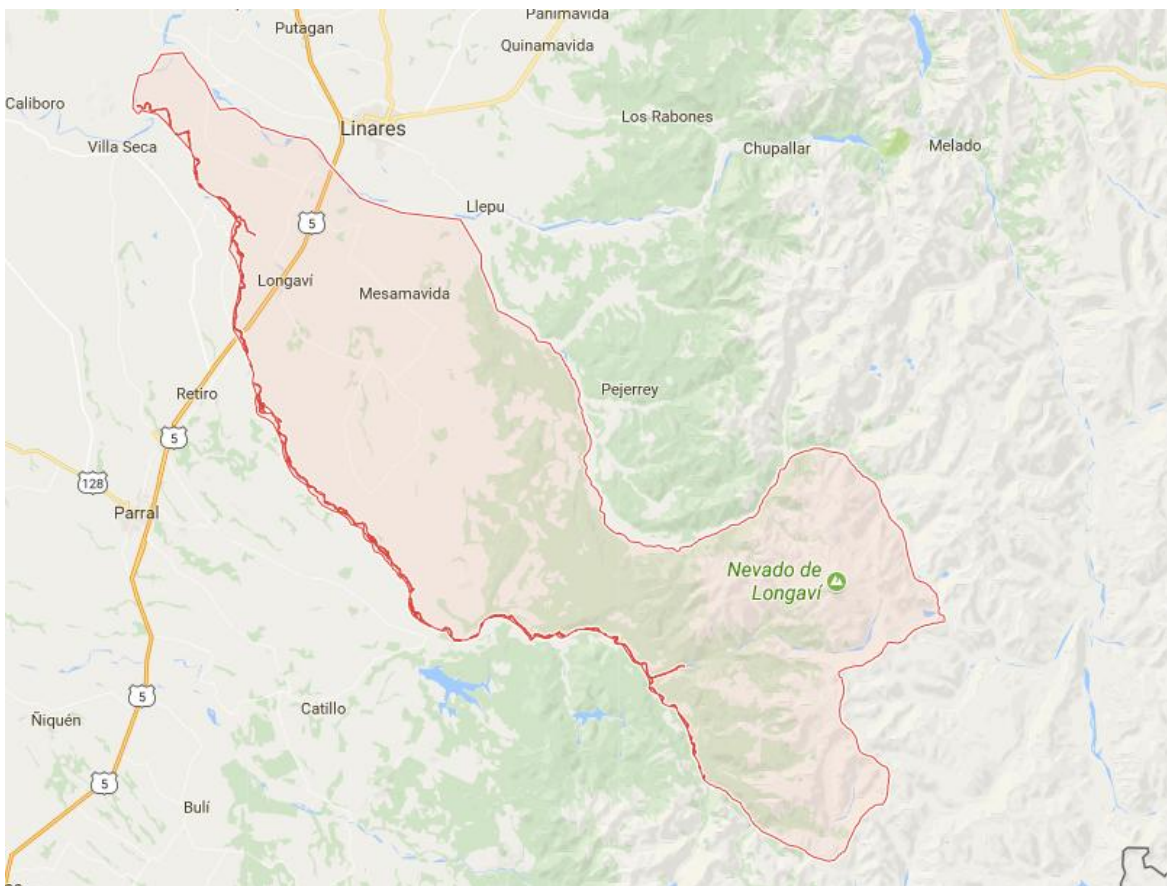 Panimavida
Putagan
Quinamavida
Caliboro
Los Rabones
Linares
Villa Seca
Chupallar
Melado
Llepu
5
Longaví
Mesamavida
Retiro
Pejerrey
5
128
Parral
Nevado de
Longaví
5
Ñiquén
Catillo
5
Bulí